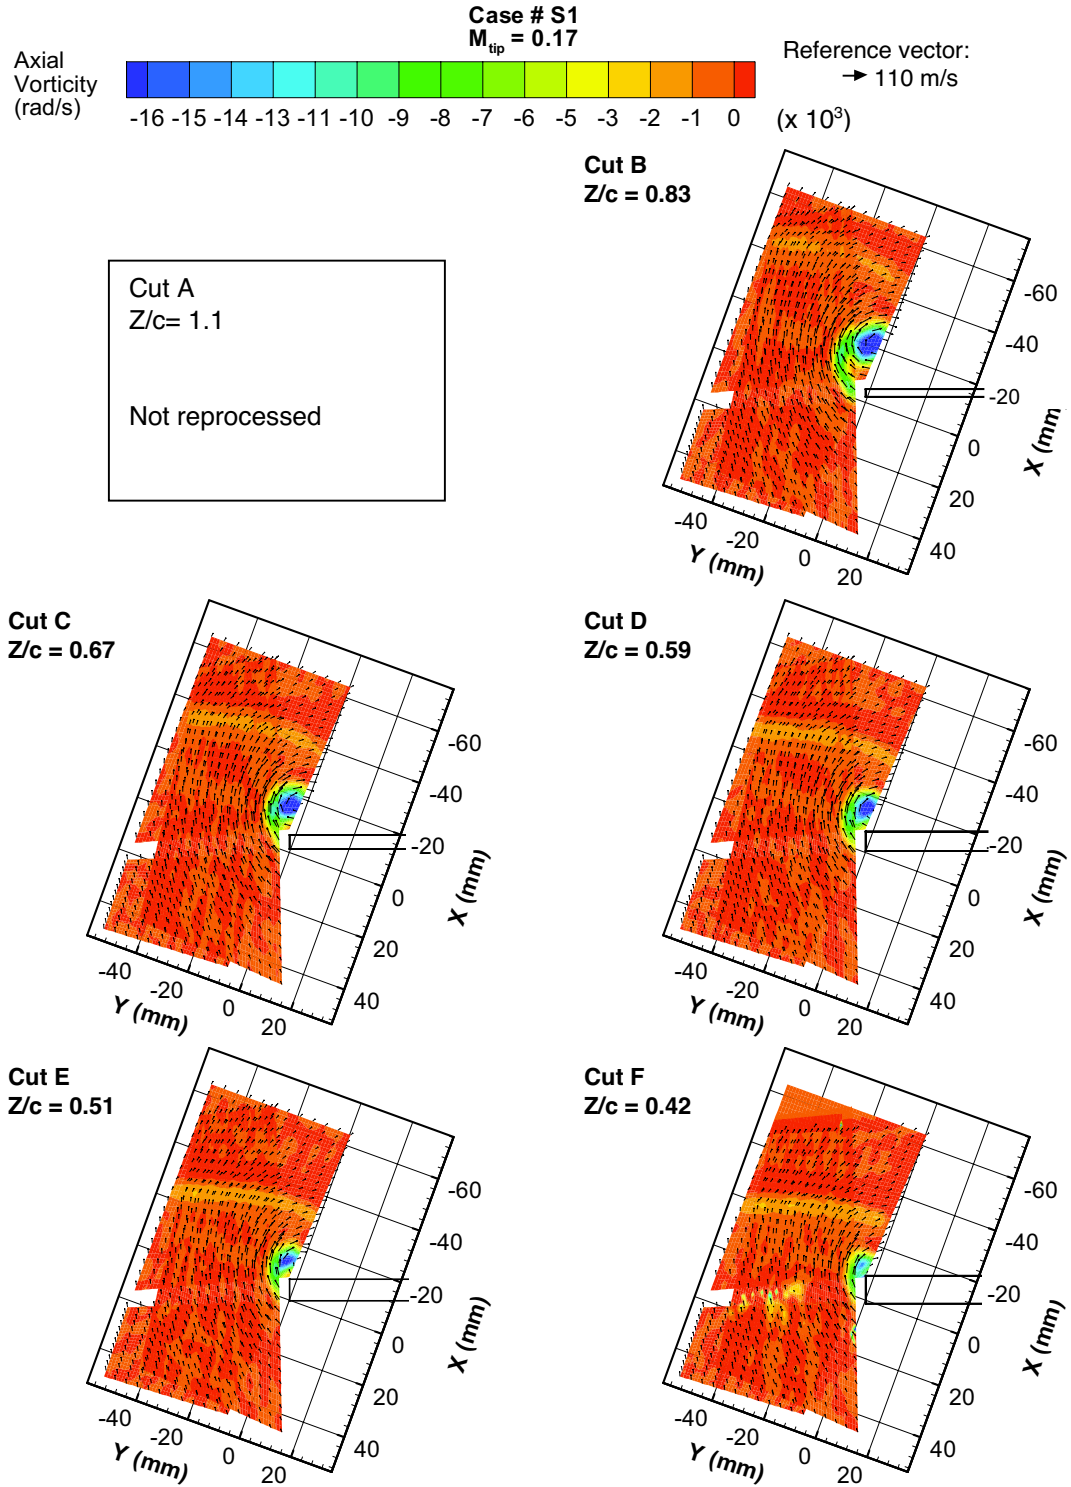 Case # S1
Mtip = 0.17
Axial
Vorticity
(rad/s)
-16 -15 -14 -13 -11 -10 -9 -8 -7 -6 -5 -3 -2 -1 0
(x 10³)
Reference vector:
110 m/s
Cut A
Z/c= 1.1
Not reprocessed
Cut B
Z/c = 0.83
-60
-40
-20
0
20
40
X (mm
-40
-20
0
20
Y (mm)
Cut C
Z/c = 0.67
-60
-40
-20
0
20
40
X (mm)
-40
-20
0
20
Y (mm)
Cut D
Z/c = 0.59
-60
-40
-20
0
20
40
X (mm)
-40
-20
0
20
Y (mm)
Cut E
Z/c = 0.51
-60
-40
-20
0
20
40
X (mm)
-40
-20
0
20
Y (mm)
Cut F
Z/c = 0.42
-60
-40
-20
0
20
40
X (mm)
-40
-20
0
20
Y (mm)